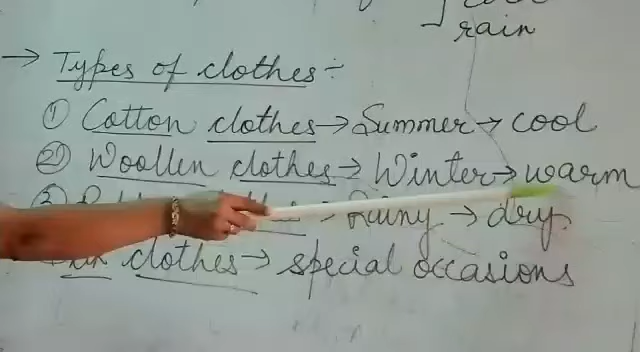 rain
→ Types of clothes :-
① Cotton clothes → Summer → cool
② Woollen clothes → Winter → warm
③ Rainy → dry.
clothes → special occasions